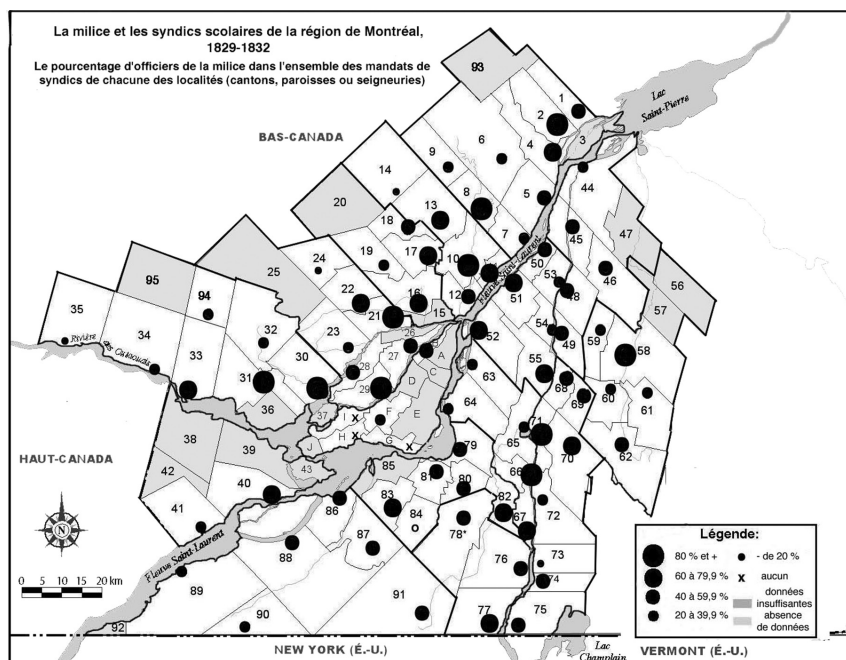 La milice et les syndics scolaires de la région de Montréal,
1829-1832
Le pourcentage d'officiers de la milice dans l'ensemble des mandats de
syndics de chacune des localités (cantons, paroisses ou seigneuries)
93
1
2
Lac
Saint-Pierre
BAS-CANADA
3
4
6
9
14
44
20
8
5
13
18
7
45
47
19
17
24
25
10
50
46
95
53
56
94
22
16
12
51
48
57
21
15
Fleuve Saint-Laurent
35
32
23
26
52
54
49
59
58
34
27
B
A
Rivière
des Outaouais
33
30
28
C
63
55
31
29
D
68
60
61
36
37
I
F
E
64
69
38
H
G
65
71
62
HAUT-CANADA
39
J
79
70
42
43
85
66
40
81
80
41
86
83
82
72
84
67
78*
N
Fleuve Saint-Laurent
88
87
76
73
74
0 5 10 15 20 km
89
91
77
75
90
92
Légende:
80 % et +
- de 20 %
60 à 79,9 %
x aucun
40 à 59,9 %
données
insuffisantes
20 à 39,9 %
absence
de données
NEW YORK (É.-U.)
Lac
Champlain
VERMONT (É.-U.)